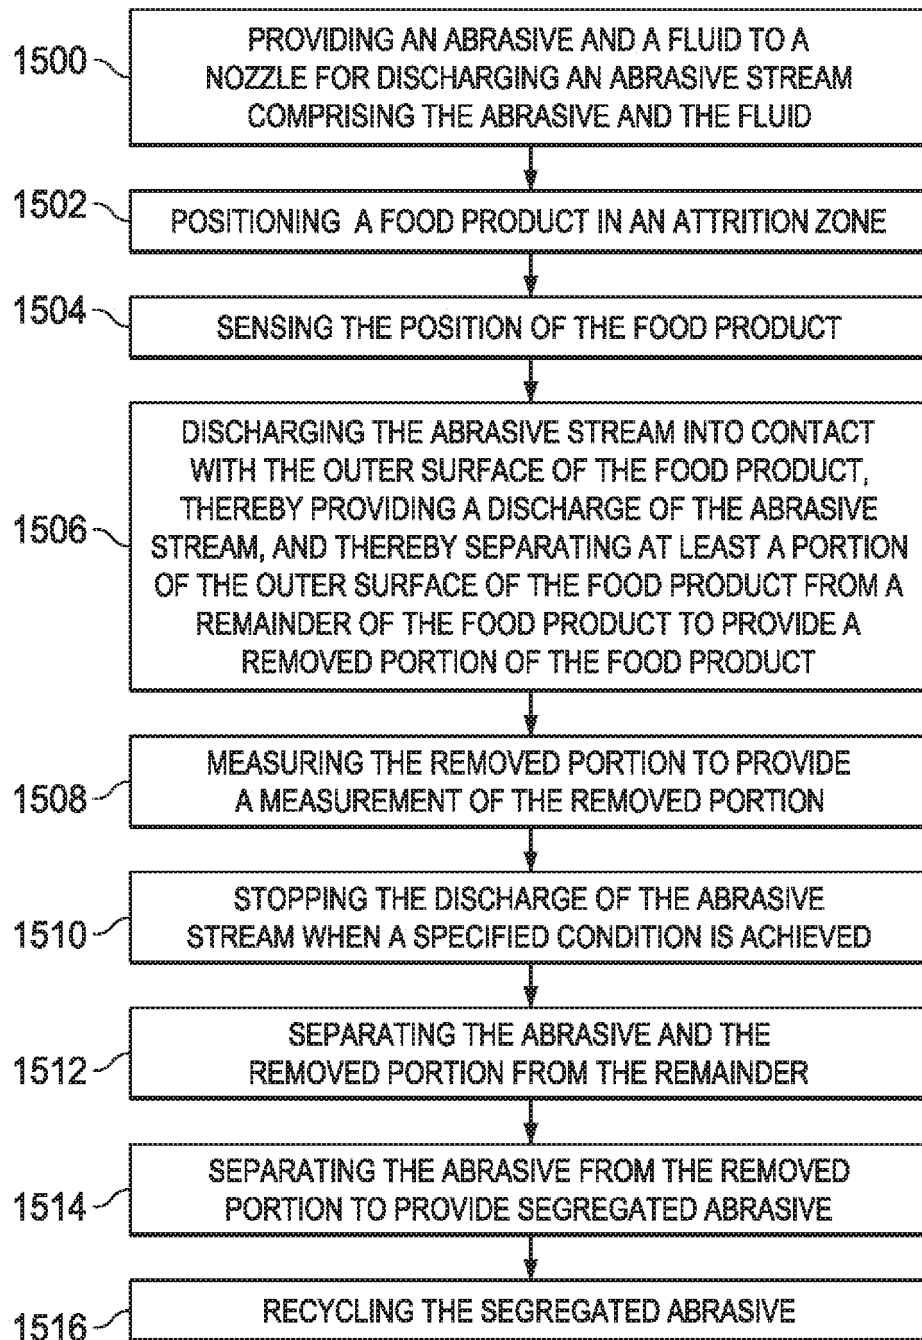 1500
PROVIDING AN ABRASIVE AND A FLUID TO A
NOZZLE FOR DISCHARGING AN ABRASIVE STREAM
COMPRISING THE ABRASIVE AND THE FLUID
1502
POSITIONING A FOOD PRODUCT IN AN ATTRITION ZONE
1504
SENSING THE POSITION OF THE FOOD PRODUCT
1506
DISCHARGING THE ABRASIVE STREAM INTO CONTACT
WITH THE OUTER SURFACE OF THE FOOD PRODUCT,
THEREBY PROVIDING A DISCHARGE OF THE ABRASIVE
STREAM, AND THEREBY SEPARATING AT LEAST A PORTION
OF THE OUTER SURFACE OF THE FOOD PRODUCT FROM A
REMAINDER OF THE FOOD PRODUCT TO PROVIDE A
REMOVED PORTION OF THE FOOD PRODUCT
1508
MEASURING THE REMOVED PORTION TO PROVIDE
A MEASUREMENT OF THE REMOVED PORTION
1510
STOPPING THE DISCHARGE OF THE ABRASIVE
STREAM WHEN A SPECIFIED CONDITION IS ACHIEVED
1512
SEPARATING THE ABRASIVE AND THE
REMOVED PORTION FROM THE REMAINDER
1514
SEPARATING THE ABRASIVE FROM THE REMOVED
PORTION TO PROVIDE SEGREGATED ABRASIVE
1516
RECYCLING THE SEGREGATED ABRASIVE